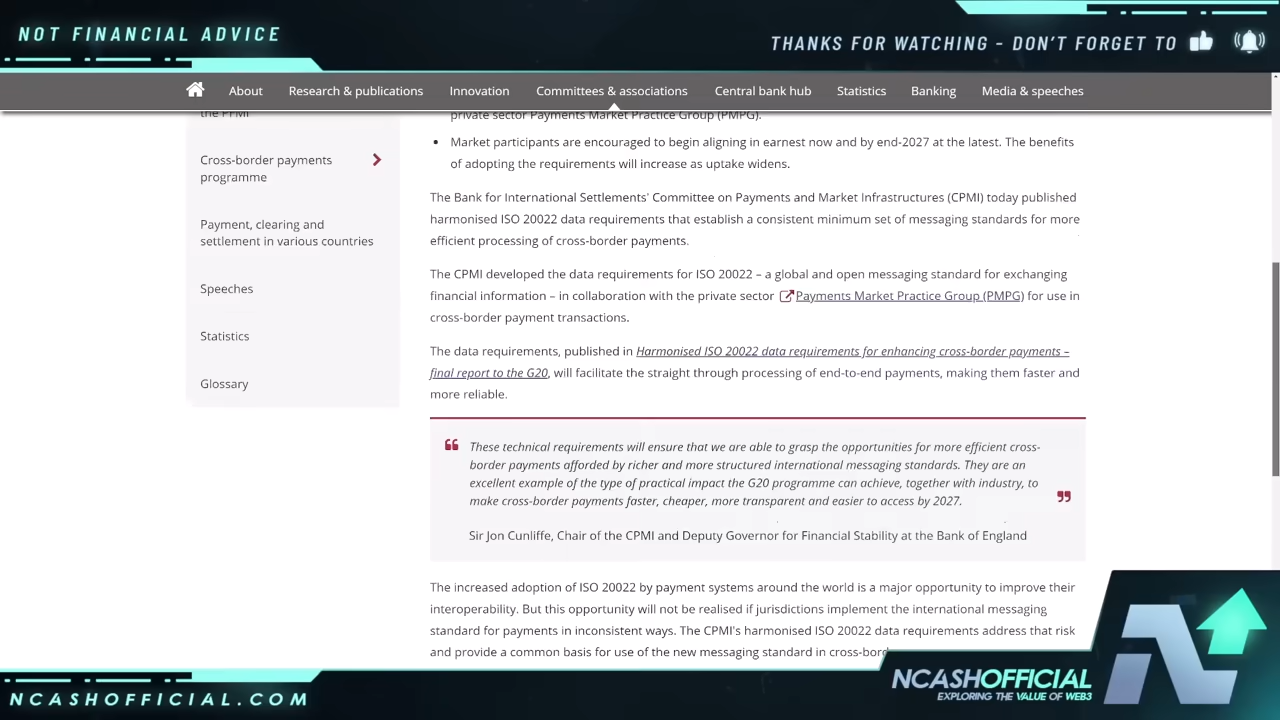 NOT FINANCIAL ADVICE
THANKS FOR WATCHING - DON'T FORGET TO
About
Research & publications
Innovation
Committees & associations
Central bank hub
Statistics
Banking
Media & speeches
the PFMI
Cross-border payments
programme
Payment, clearing and
settlement in various countries
Speeches
Statistics
Glossary
private sector Payments Market Practice Group (PMPG).
• Market participants are encouraged to begin aligning in earnest now and by end-2027 at the latest. The benefits
of adopting the requirements will increase as uptake widens.
The Bank for International Settlements' Committee on Payments and Market Infrastructures (CPMI) today published
harmonised ISO 20022 data requirements that establish a consistent minimum set of messaging standards for more
efficient processing of cross-border payments.
The CPMI developed the data requirements for ISO 20022 – a global and open messaging standard for exchanging
financial information – in collaboration with the private sector Payments Market Practice Group (PMPG) for use in
cross-border payment transactions.
The data requirements, published in Harmonised ISO 20022 data requirements for enhancing cross-border payments –
final report to the G20, will facilitate the straight through processing of end-to-end payments, making them faster and
more reliable.
“ These technical requirements will ensure that we are able to grasp the opportunities for more efficient cross-
border payments afforded by richer and more structured international messaging standards. They are an
excellent example of the type of practical impact the G20 programme can achieve, together with industry, to
make cross-border payments faster, cheaper, more transparent and easier to access by 2027. ”
Sir Jon Cunliffe, Chair of the CPMI and Deputy Governor for Financial Stability at the Bank of England
The increased adoption of ISO 20022 by payment systems around the world is a major opportunity to improve their
interoperability. But this opportunity will not be realised if jurisdictions implement the international messaging
standard for payments in inconsistent ways. The CPMI's harmonised ISO 20022 data requirements address that risk
and provide a common basis for use of the new messaging standard in cross-bord
NCASHOFFICIAL.COM
NCASHOFFICIAL
EXPLORING THE VALUE OF WEB3